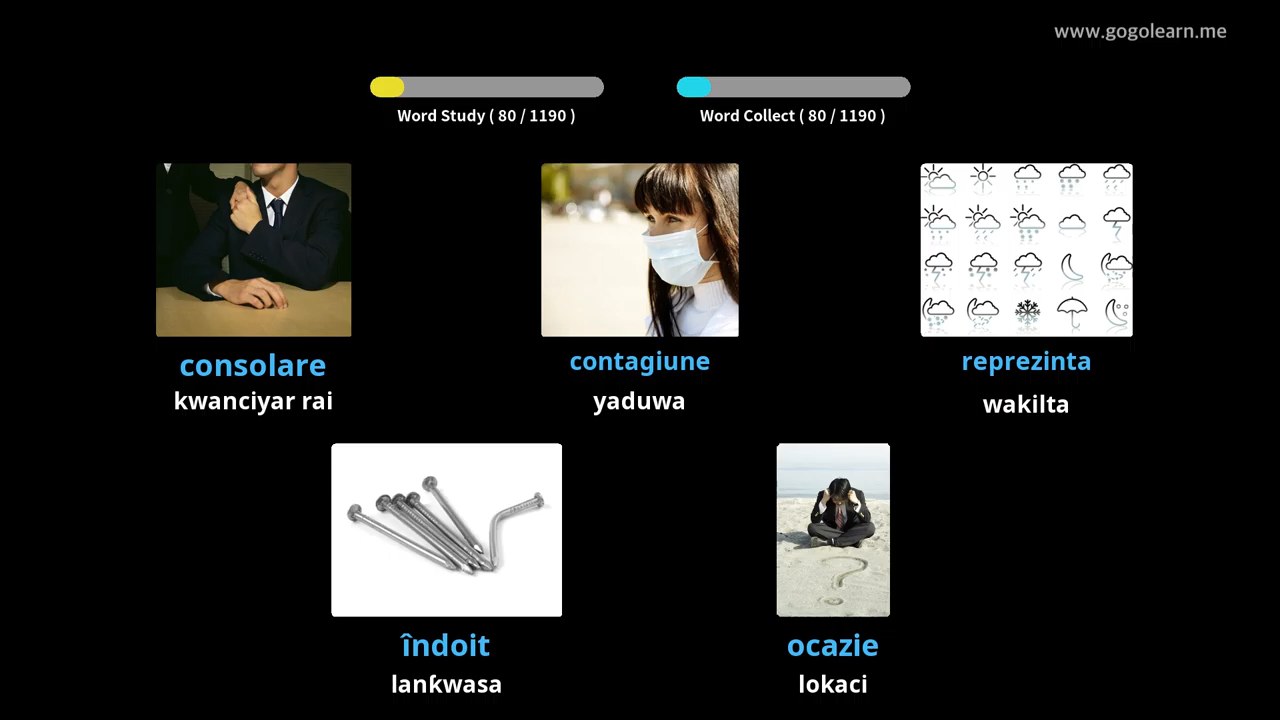 www.gogolearn.me
Word Study ( 80 / 1190 )
Word Collect ( 80 / 1190 )
consolare
kwanciyar rai
contagiune
yaduwa
reprezinta
wakilta
îndoit
lanƙwasa
ocazie
lokaci